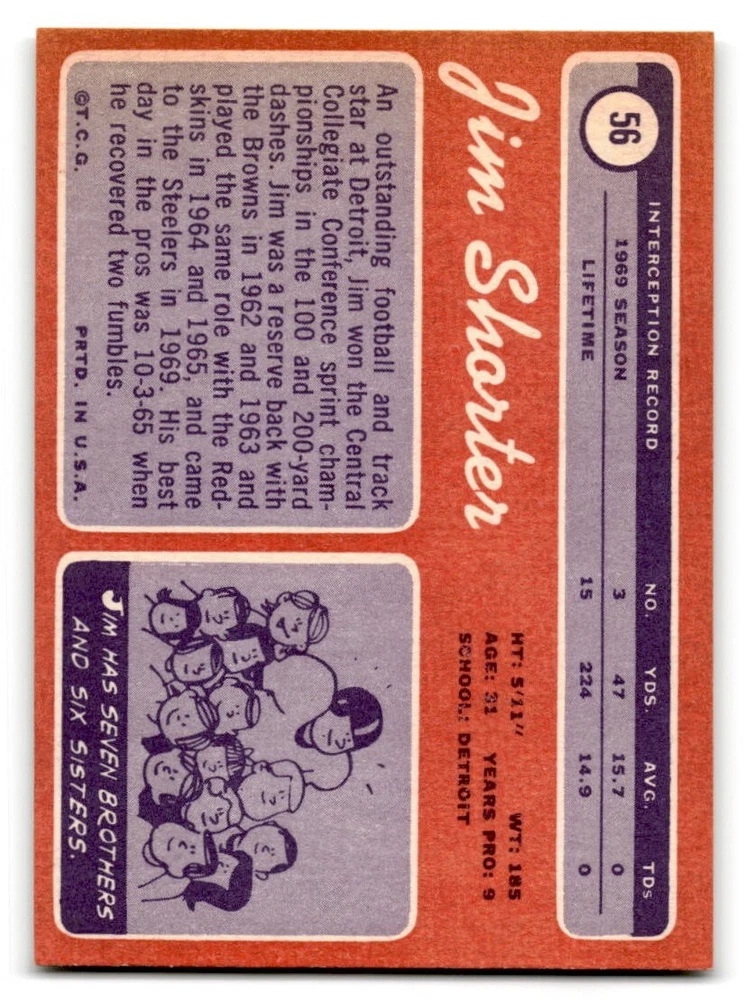 56
INTERCEPTION RECORD NO. YDS. AVG. TDs
1969 SEASON 3 47 15.7 0
LIFETIME 15 224 14.9 0
Jim Shorter
HT: 5'11" WT: 185
AGE: 31 YEARS PRO: 9
SCHOOL: DETROIT
An outstanding football and track
star at Detroit, Jim won the Central
Collegiate Conference sprint cham-
pionships in the 100 and 200-yard
dashes. Jim was a reserve back with
the Browns in 1962 and 1963 and
played the same role with the Red-
skins in 1964 and 1965, and came
to the Steelers in 1969. His best
day in the pros was 10-3-65 when
he recovered two fumbles.
©T.C.G. PRTD. IN U.S.A.
JIM HAS SEVEN BROTHERS
AND SIX SISTERS.